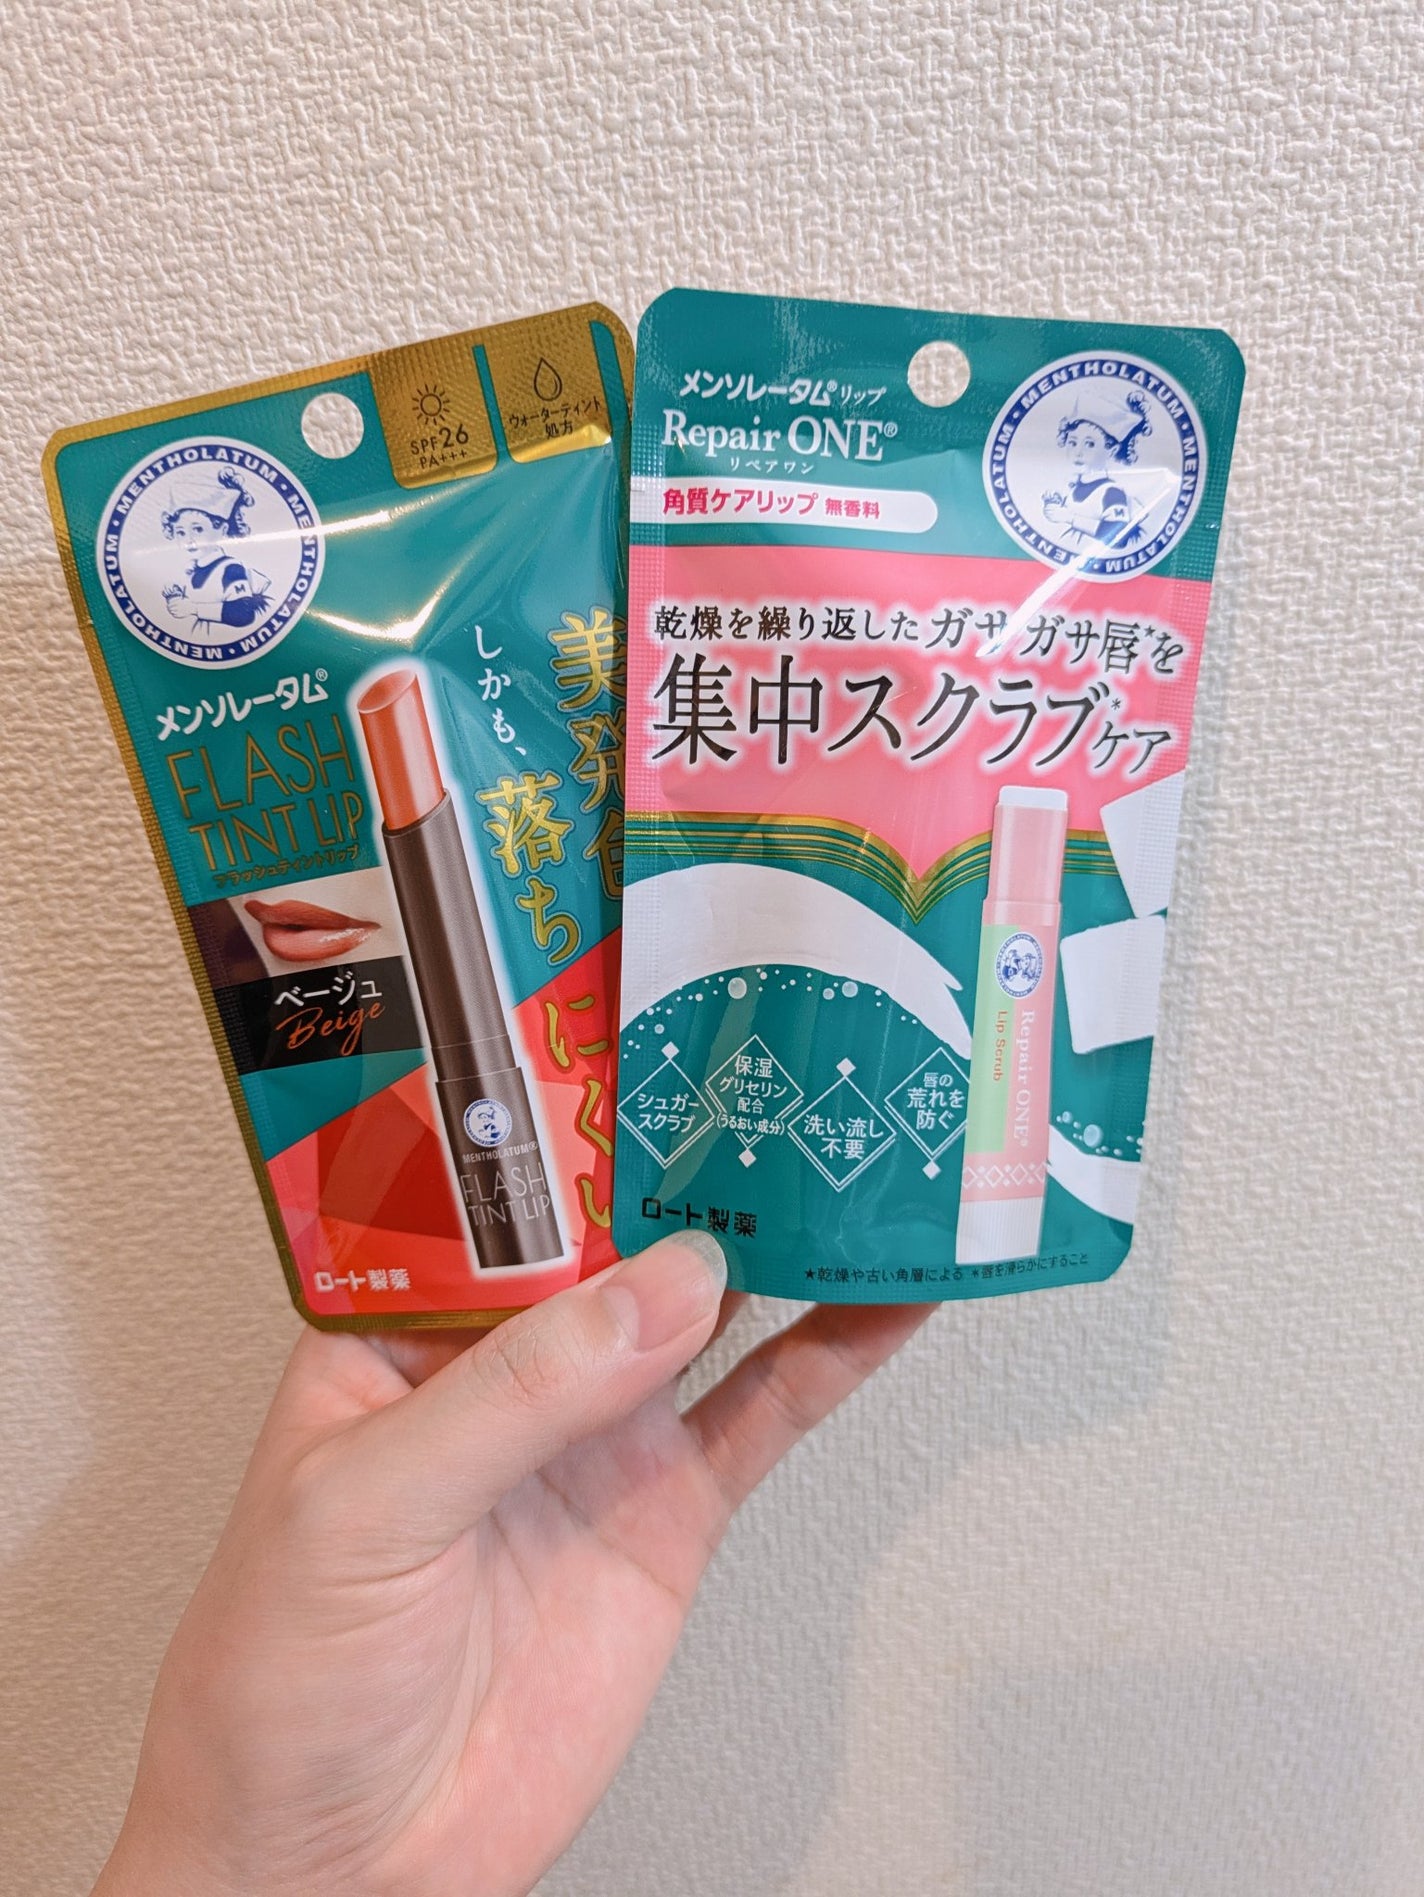 SPF26
PA+++
ウォーターティント
処方
MENTHOLATUM・MENTHOLATUM・MENTHOLATUM・
M
メンソレータム®
FLASH
TINT LIP
フラッシュティントリップ
美発色
しかも、
落ち
にくい
ベージュ
Beige
MENTHOLATUM®
FLASH
TINT LIP
ロート製薬
メンソレータム®リップ
Repair ONE®
リペアワン
角質ケアリップ 無香料
MENTHOLATUM・MENTHOLATUM・MENTHOLATUM・
M
乾燥を繰り返したガサガサ唇★を
集中スクラブ*ケア
シュガー
スクラブ
保湿
グリセリン
配合
(うるおい成分)
洗い流し
不要
唇の
荒れを
防ぐ
Repair ONE®
Lip Scrub
ロート製薬
★乾燥や古い角層による *唇を滑らかにすること